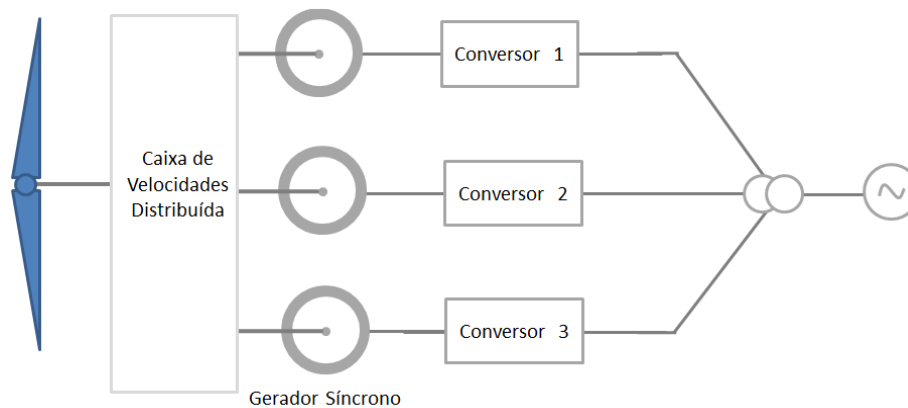 Caixa de
Velocidades
Distribuída
Conversor 1
Conversor 2
Conversor 3
Gerador Síncrono